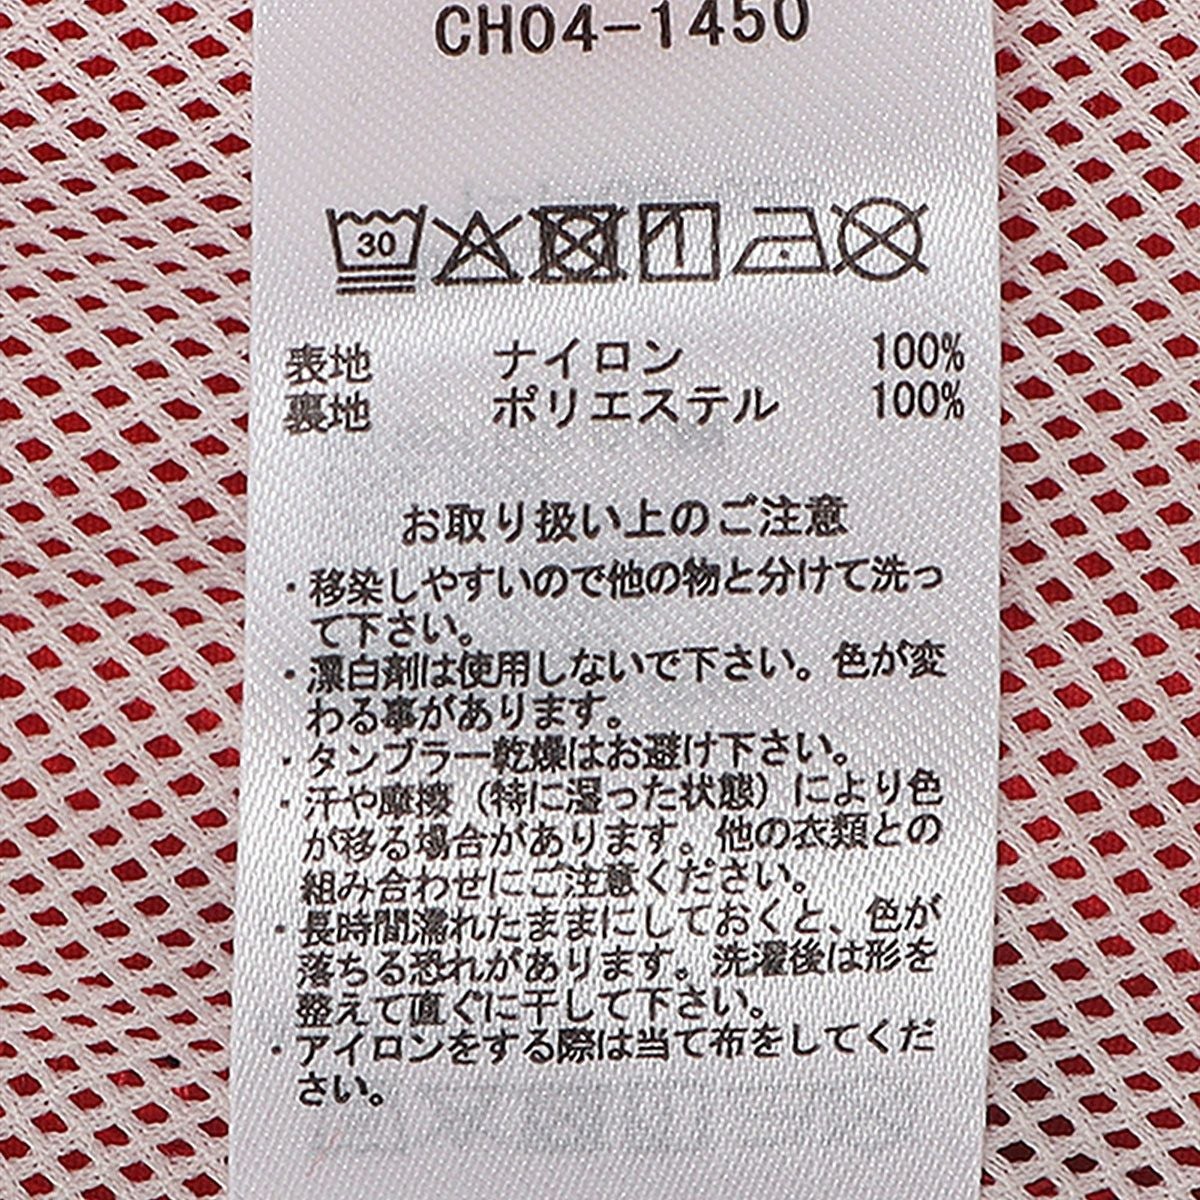 CH04-1450
30
表地 ナイロン 100%
裏地 ポリエステル 100%
お取り扱い上のご注意
・移染しやすいので他の物と分けて洗っ
て下さい。
・漂白剤は使用しないで下さい。色が変
わる事があります。
・タンブラー乾燥はお避け下さい。
・汗や摩擦（特に湿った状態）により色
が移る場合があります。他の衣類との
組み合わせにご注意ください。
・長時間濡れたままにしておくと、色が
落ちる恐れがあります。洗濯後は形を
整えて直ぐに干して下さい。
・アイロンをする際は当て布をしてくだ
さい。